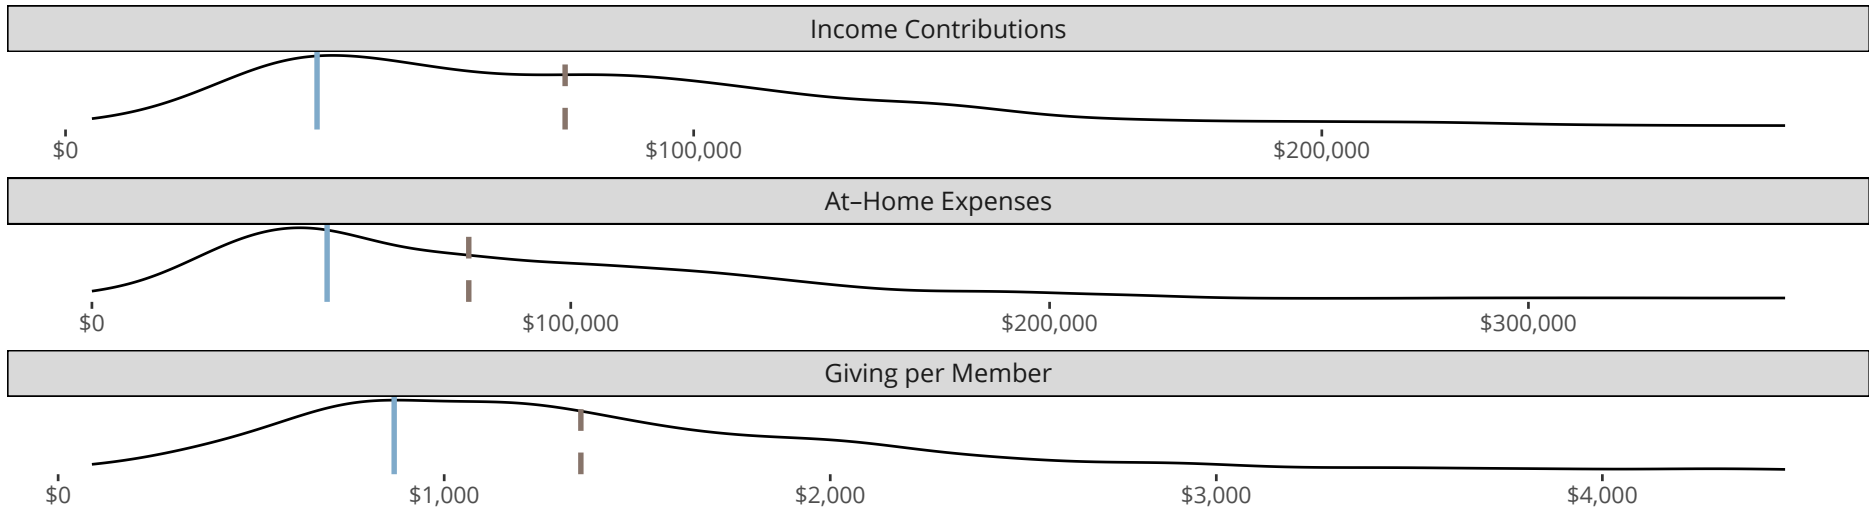 Income Contributions
$0 $100,000 $200,000
At–Home Expenses
$0 $100,000 $200,000 $300,000
Giving per Member
$0 $1,000 $2,000 $3,000 $4,000